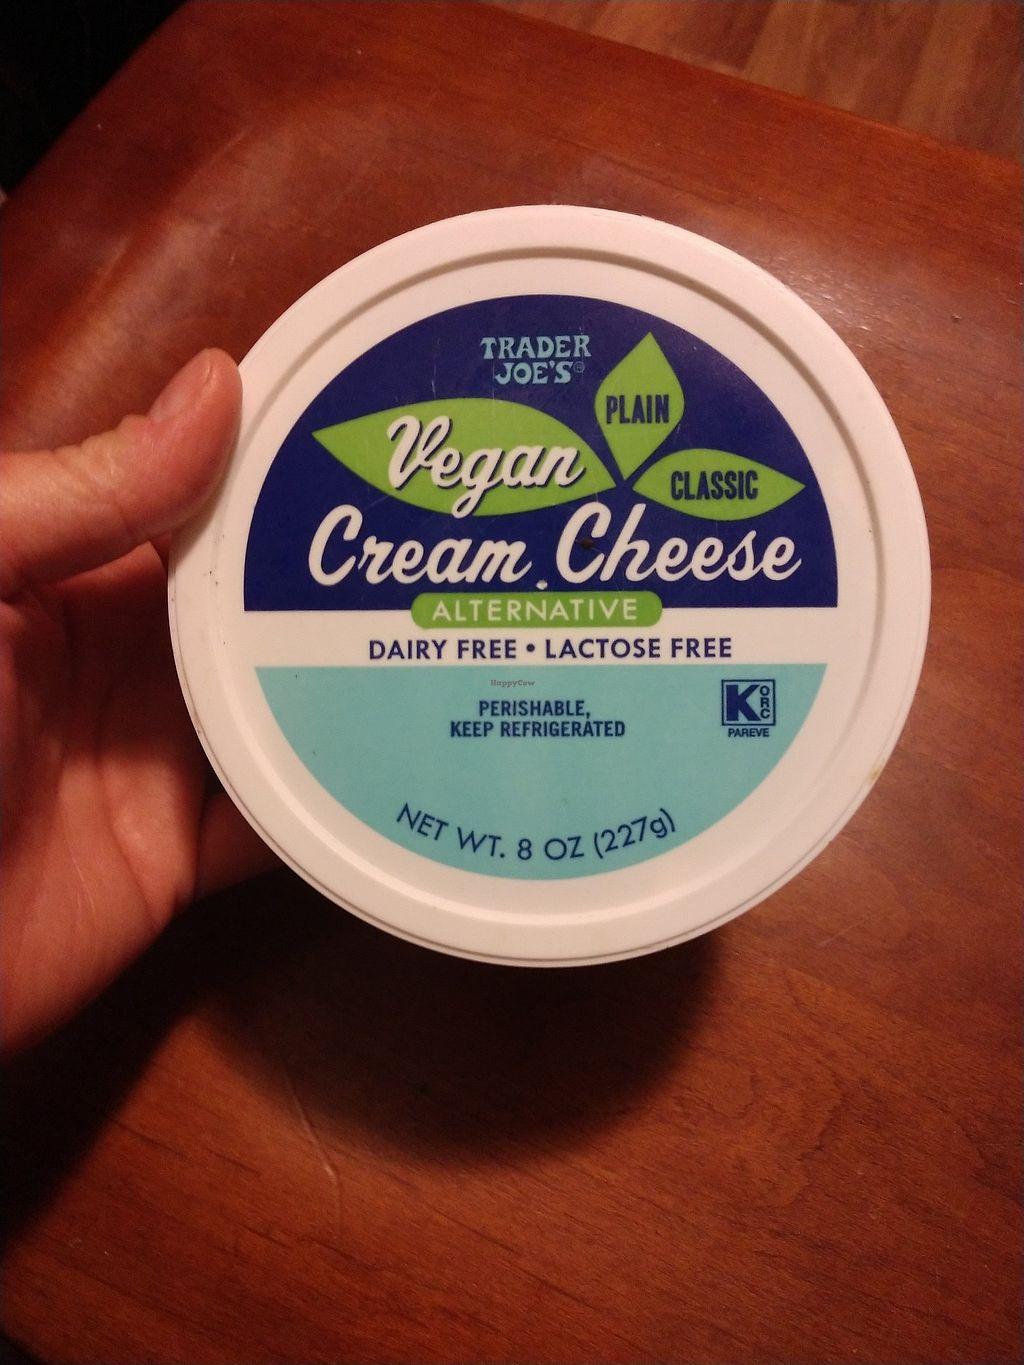 TRADER
JOE'S®
PLAIN
Vegan
CLASSIC
Cream Cheese
ALTERNATIVE
DAIRY FREE • LACTOSE FREE
HappyCow
PERISHABLE,
KEEP REFRIGERATED
K ORC
PAREVE
NET WT. 8 OZ (227g)